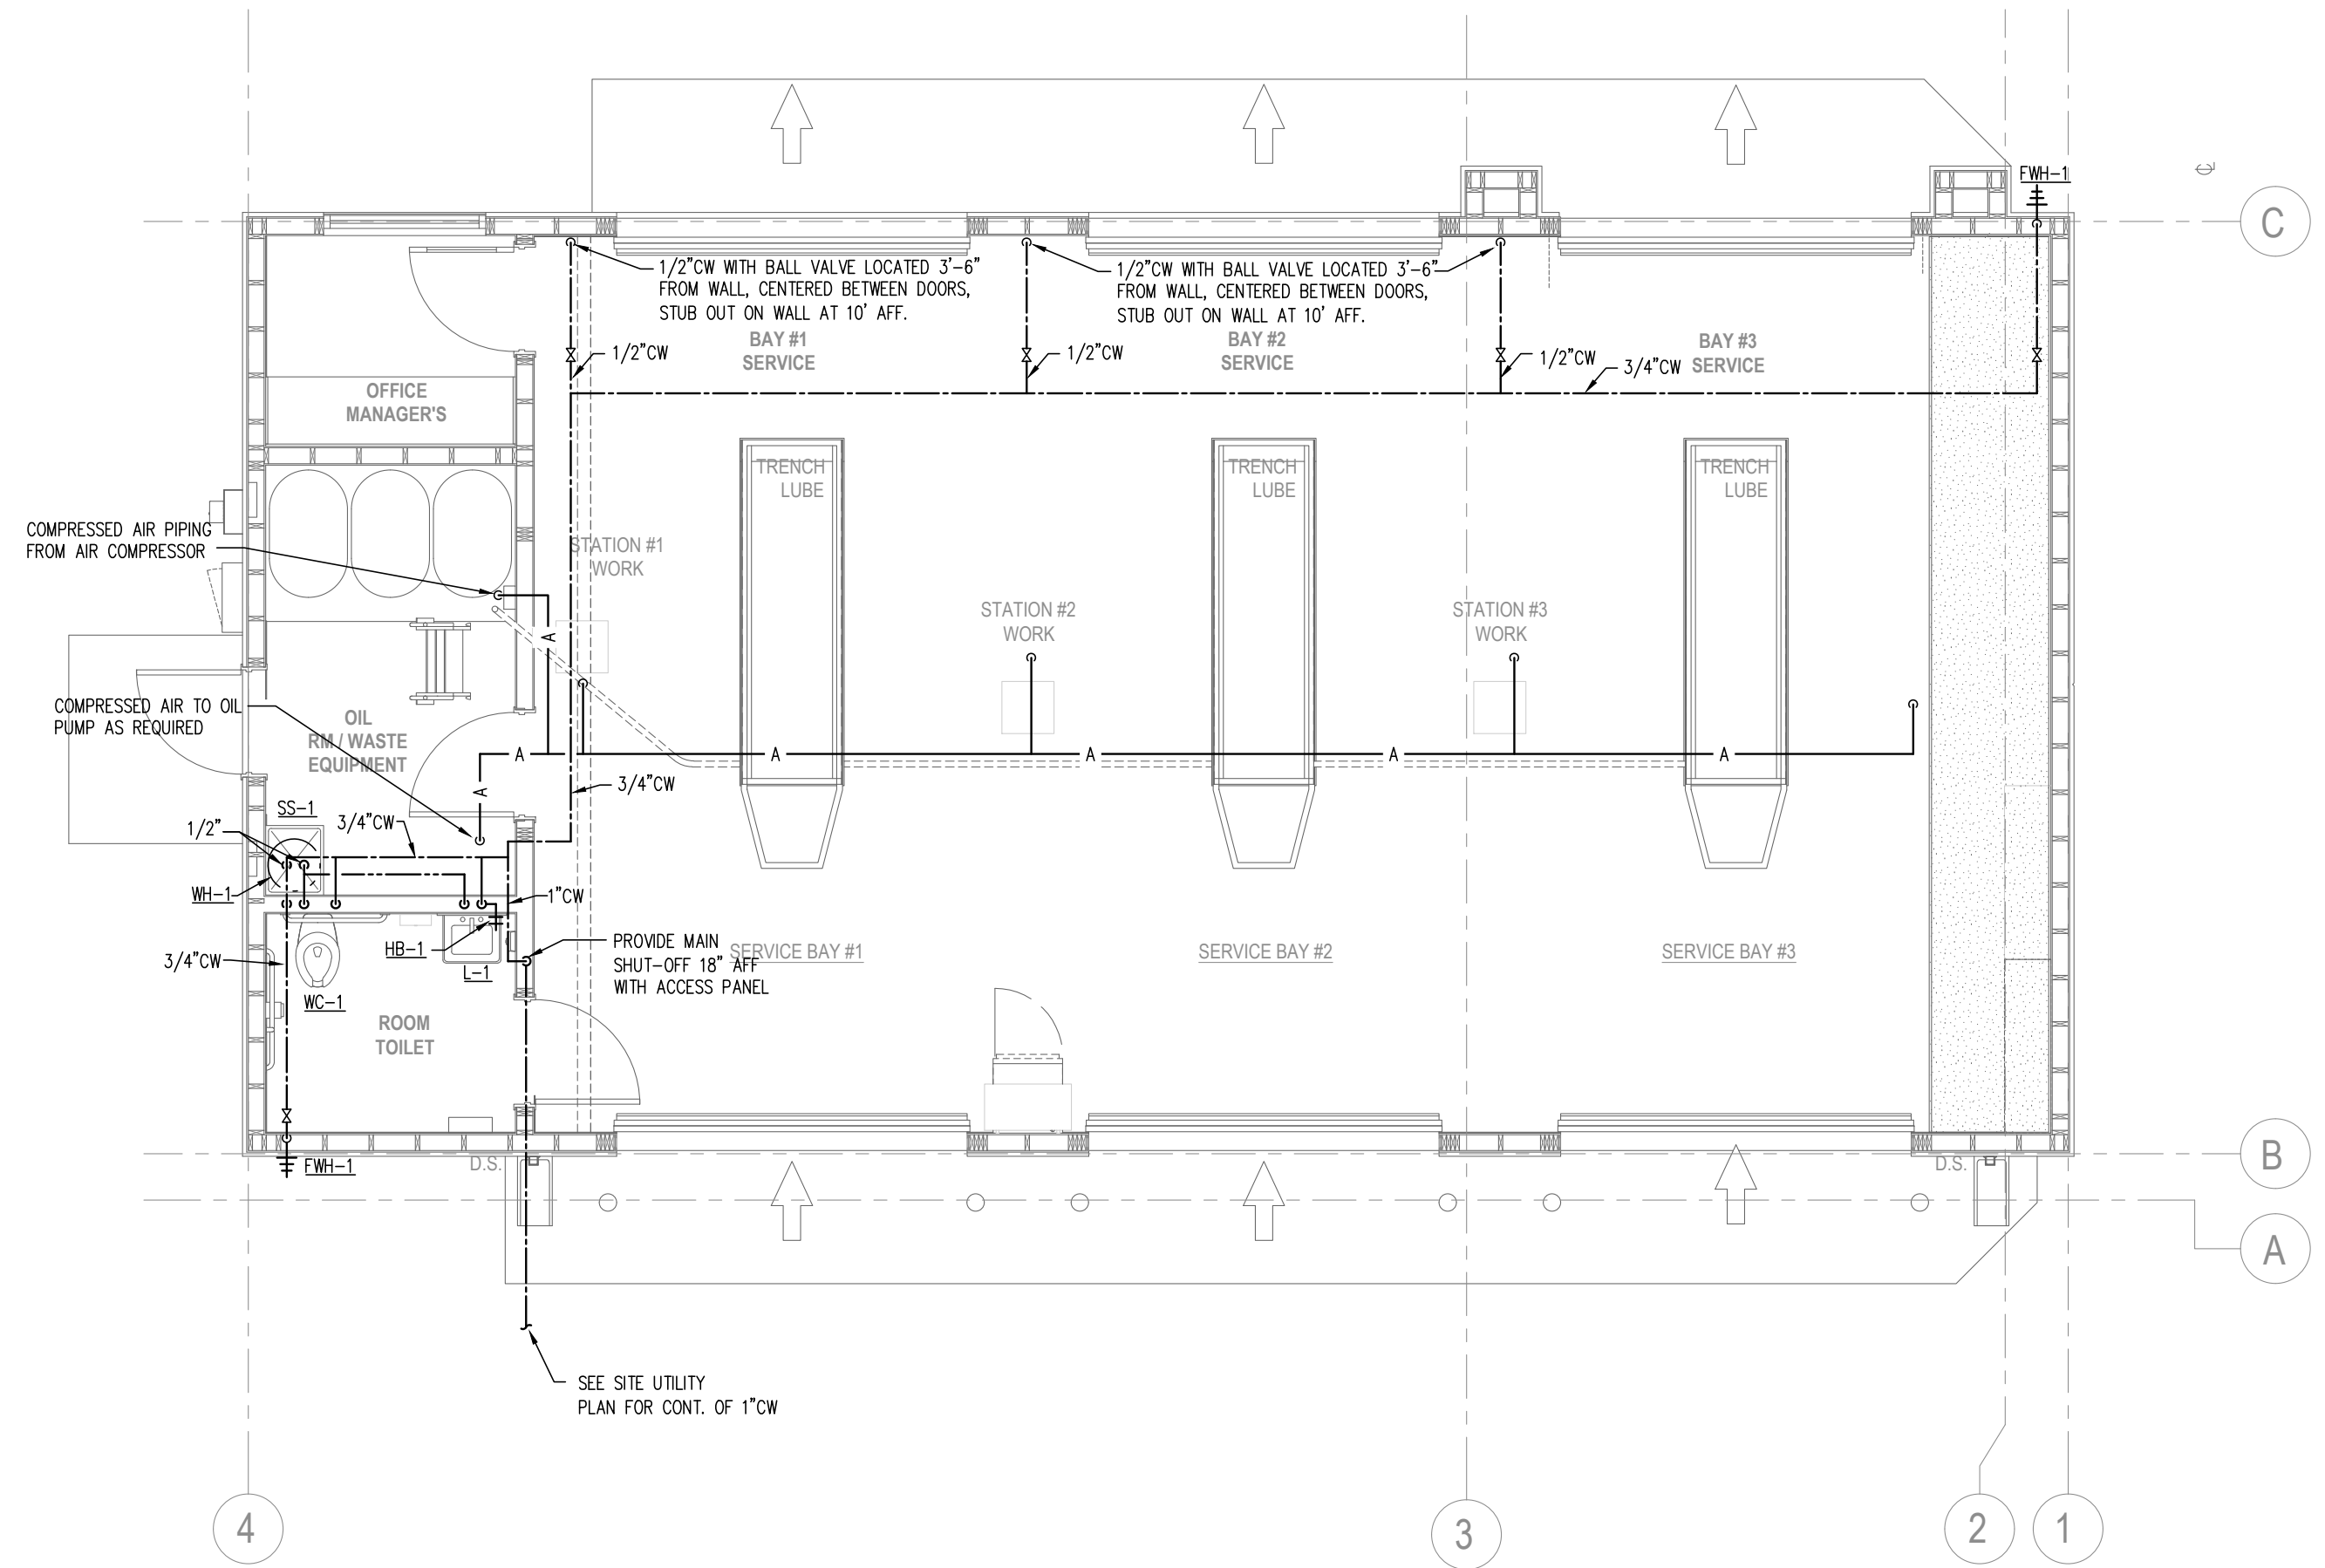 FWH-1
C
1/2"CW WITH BALL VALVE LOCATED 3'-6"
FROM WALL, CENTERED BETWEEN DOORS,
STUB OUT ON WALL AT 10' AFF.
1/2"CW WITH BALL VALVE LOCATED 3'-6"
FROM WALL, CENTERED BETWEEN DOORS,
STUB OUT ON WALL AT 10' AFF.
BAY #1
SERVICE
BAY #2
SERVICE
BAY #3
SERVICE
1/2"CW
1/2"CW
1/2"CW
3/4"CW
OFFICE
MANAGER'S
TRENCH
LUBE
TRENCH
LUBE
TRENCH
LUBE
COMPRESSED AIR PIPING
FROM AIR COMPRESSOR
STATION #1
WORK
STATION #2
WORK
STATION #3
WORK
A
COMPRESSED AIR TO OIL
PUMP AS REQUIRED
OIL
RM / WASTE
EQUIPMENT
A
A
A
A
A
A
3/4"CW
SS-1
1/2"
3/4"CW
WH-1
1"CW
HB-1
L-1
3/4"CW
WC-1
PROVIDE MAIN
SHUT-OFF 18" AFF
WITH ACCESS PANEL
SERVICE BAY #1
SERVICE BAY #2
SERVICE BAY #3
ROOM
TOILET
FWH-1
D.S.
D.S.
B
A
SEE SITE UTILITY
PLAN FOR CONT. OF 1"CW
4
3
2
1